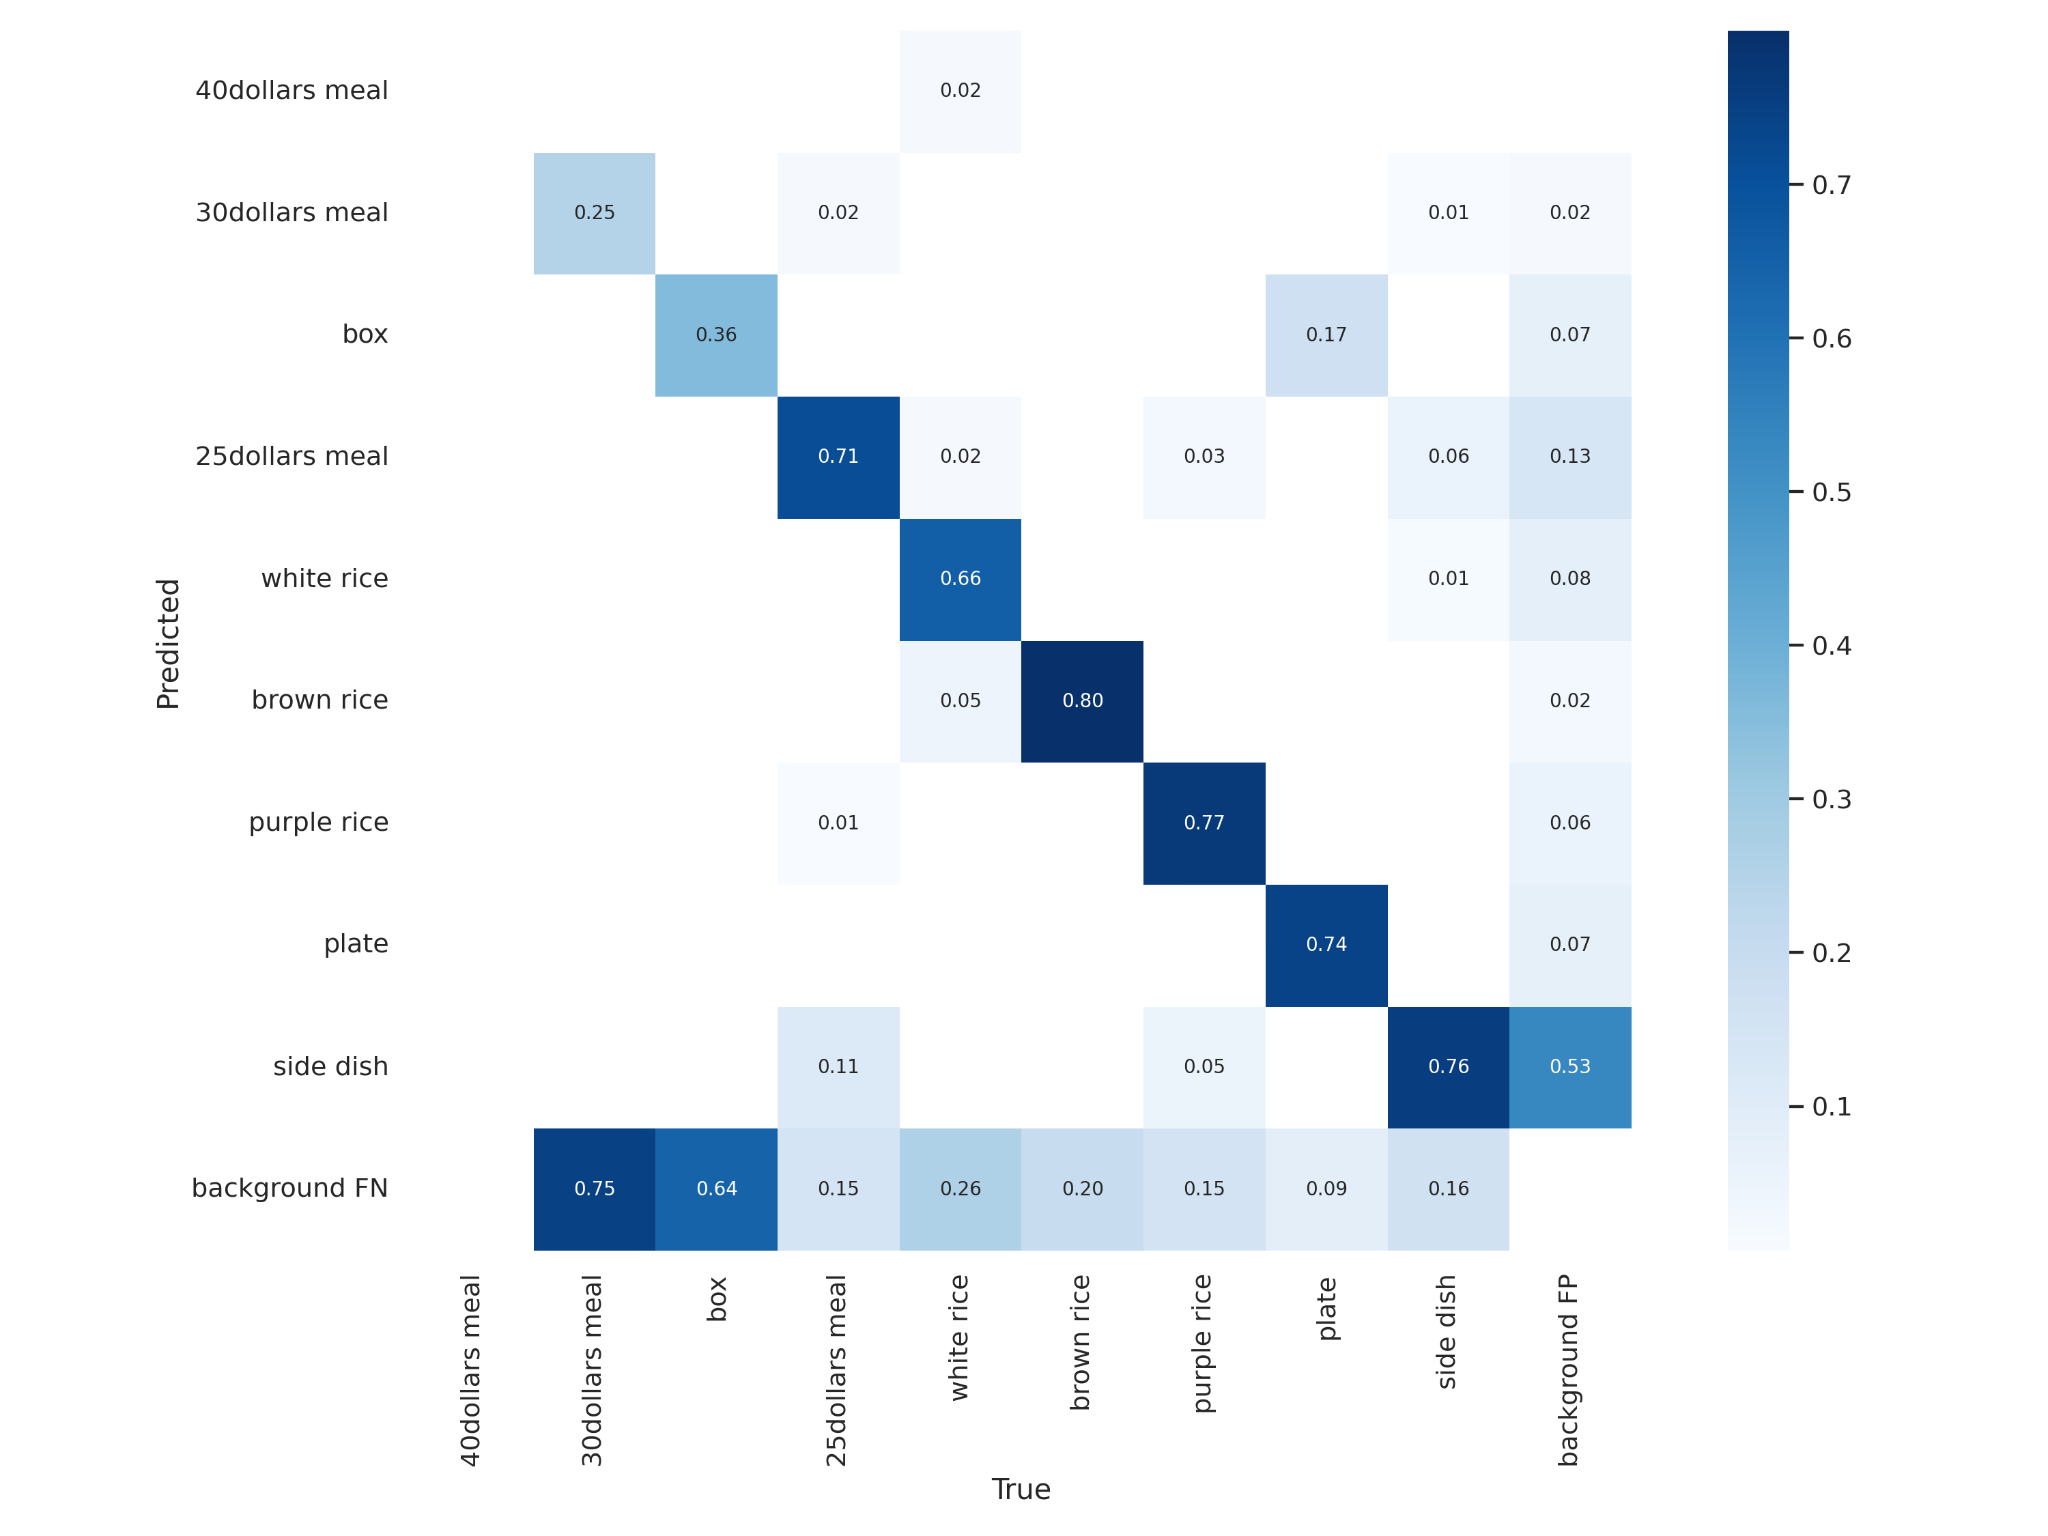 40dollars meal 0.02
30dollars meal 0.25 0.02 0.01 0.02
box 0.36 0.17 0.07
25dollars meal 0.71 0.02 0.03 0.06 0.13
white rice 0.66 0.01 0.08
brown rice 0.05 0.80 0.02
purple rice 0.01 0.77 0.06
plate 0.74 0.07
side dish 0.11 0.05 0.76 0.53
background FN 0.75 0.64 0.15 0.26 0.20 0.15 0.09 0.16
Predicted
40dollars meal
30dollars meal
box
25dollars meal
white rice
brown rice
purple rice
plate
side dish
background FP
True
0.7
0.6
0.5
0.4
0.3
0.2
0.1